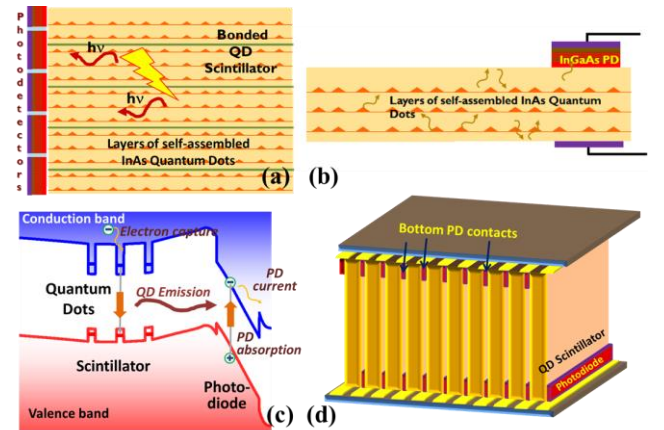 Photodetectors
hν
Bonded
QD
Scintillator
hν
Layers of self-assembled
InAs Quantum Dots
(a)
InGaAs PD
Layers of self-assembled InAs Quantum
Dots
(b)
Conduction band
Electron capture
Quantum
Dots
QD Emission
PD
current
PD
absorption
Scintillator
Photo-
diode
Valence band
(c)
Bottom PD contacts
QD Scintillator
Photodiode
(d)